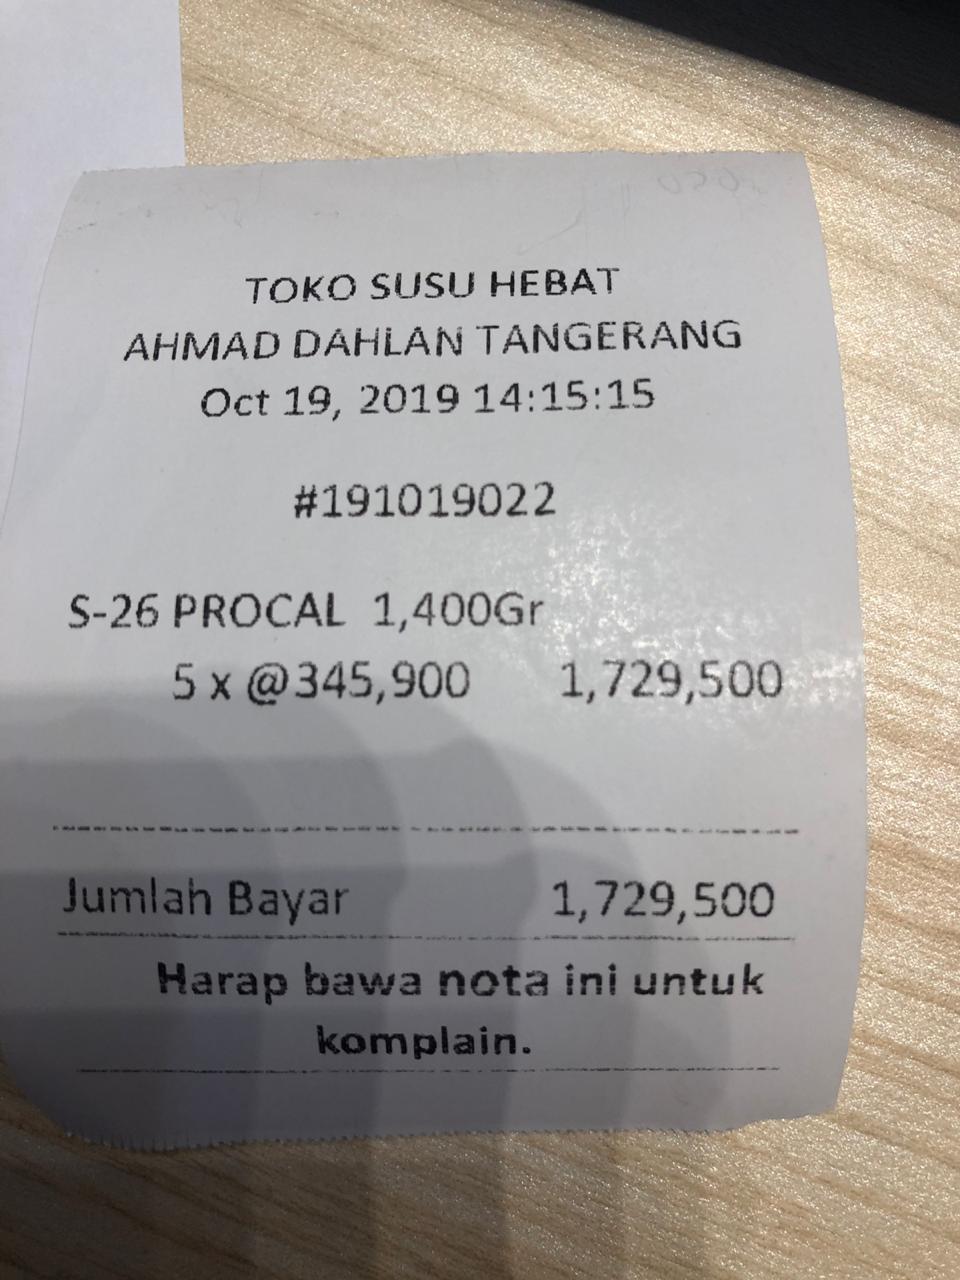 TOKO SUSU HEBAT
AHMAD DAHLAN TANGERANG
Oct 19, 2019 14:15:15
#191019022
S-26 PROCAL 1,400Gr
5 x @345,900 1,729,500
Jumlah Bayar 1,729,500
Harap bawa nota ini untuk
komplain.